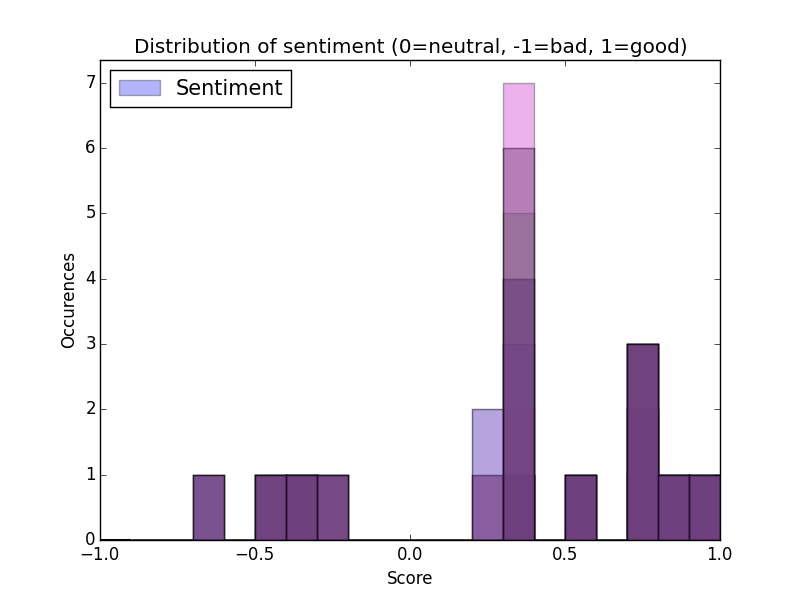 Distribution of sentiment (0=neutral, -1=bad, 1=good)
Sentiment
7
6
5
4
3
2
1
0
Occurences
−1.0 −0.5 0.0 0.5 1.0
Score